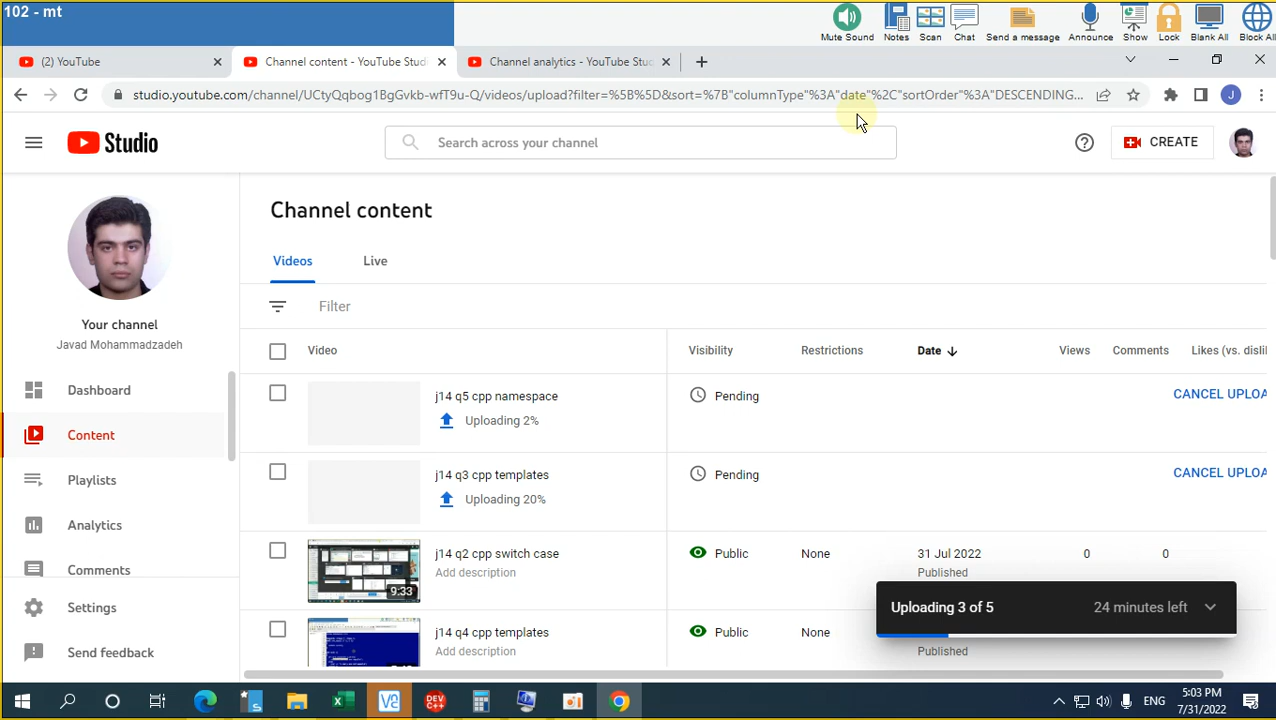 102 - mt
Mute Sound Notes Scan Chat Send a message Announce Show Lock Blank All Block All
(2) YouTube
Channel content - YouTube Studi
Channel analytics - YouTube Stud
studio.youtube.com/channel/UCtyQqbog1BgGvkb-wfT9u-Q/videos/upload?filter=%5B%5D&sort=%7B"columnType"%3A"date"%2C"sortOrder"%3A"DESCENDING...
J
Studio
Search across your channel
CREATE
Your channel
Javad Mohammadzadeh
Dashboard
Content
Playlists
Analytics
Comments
Settings
Send feedback
Channel content
Videos Live
Filter
Video Visibility Restrictions Date Views Comments Likes (vs. disli
j14 q5 cpp namespace Pending CANCEL UPLOA
Uploading 2%
j14 q3 cpp templates Pending CANCEL UPLOA
Uploading 20%
j14 q2 cpp switch case Public None 31 Jul 2022 0 0
Add description Published
9:33
j14 q4 cpp templates Public None
Add description Published
Uploading 3 of 5 24 minutes left
DEV
ENG
5:03 PM
7/31/2022